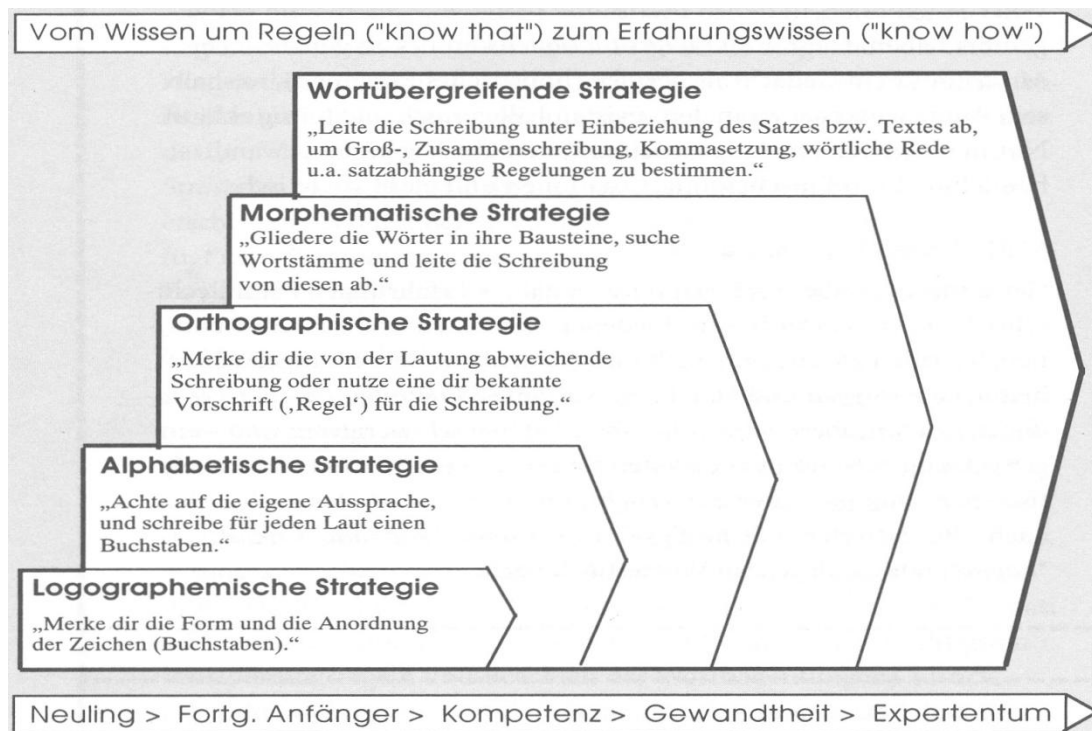 Vom Wissen um Regeln ("know that") zum Erfahrungswissen ("know how")
Wortübergreifende Strategie
„Leite die Schreibung unter Einbeziehung des Satzes bzw. Textes ab,
um Groß-, Zusammenschreibung, Kommasetzung, wörtliche Rede
u.a. satzabhängige Regelungen zu bestimmen.“
Morphematische Strategie
„Gliedere die Wörter in ihre Bausteine, suche
Wortstämme und leite die Schreibung
von diesen ab.“
Orthographische Strategie
„Merke dir die von der Lautung abweichende
Schreibung oder nutze eine dir bekannte
Vorschrift (‚Regel‘) für die Schreibung.“
Alphabetische Strategie
„Achte auf die eigene Aussprache,
und schreibe für jeden Laut einen
Buchstaben.“
Logographemische Strategie
„Merke dir die Form und die Anordnung
der Zeichen (Buchstaben).“
Neuling > Fortg. Anfänger > Kompetenz > Gewandtheit > Expertentum